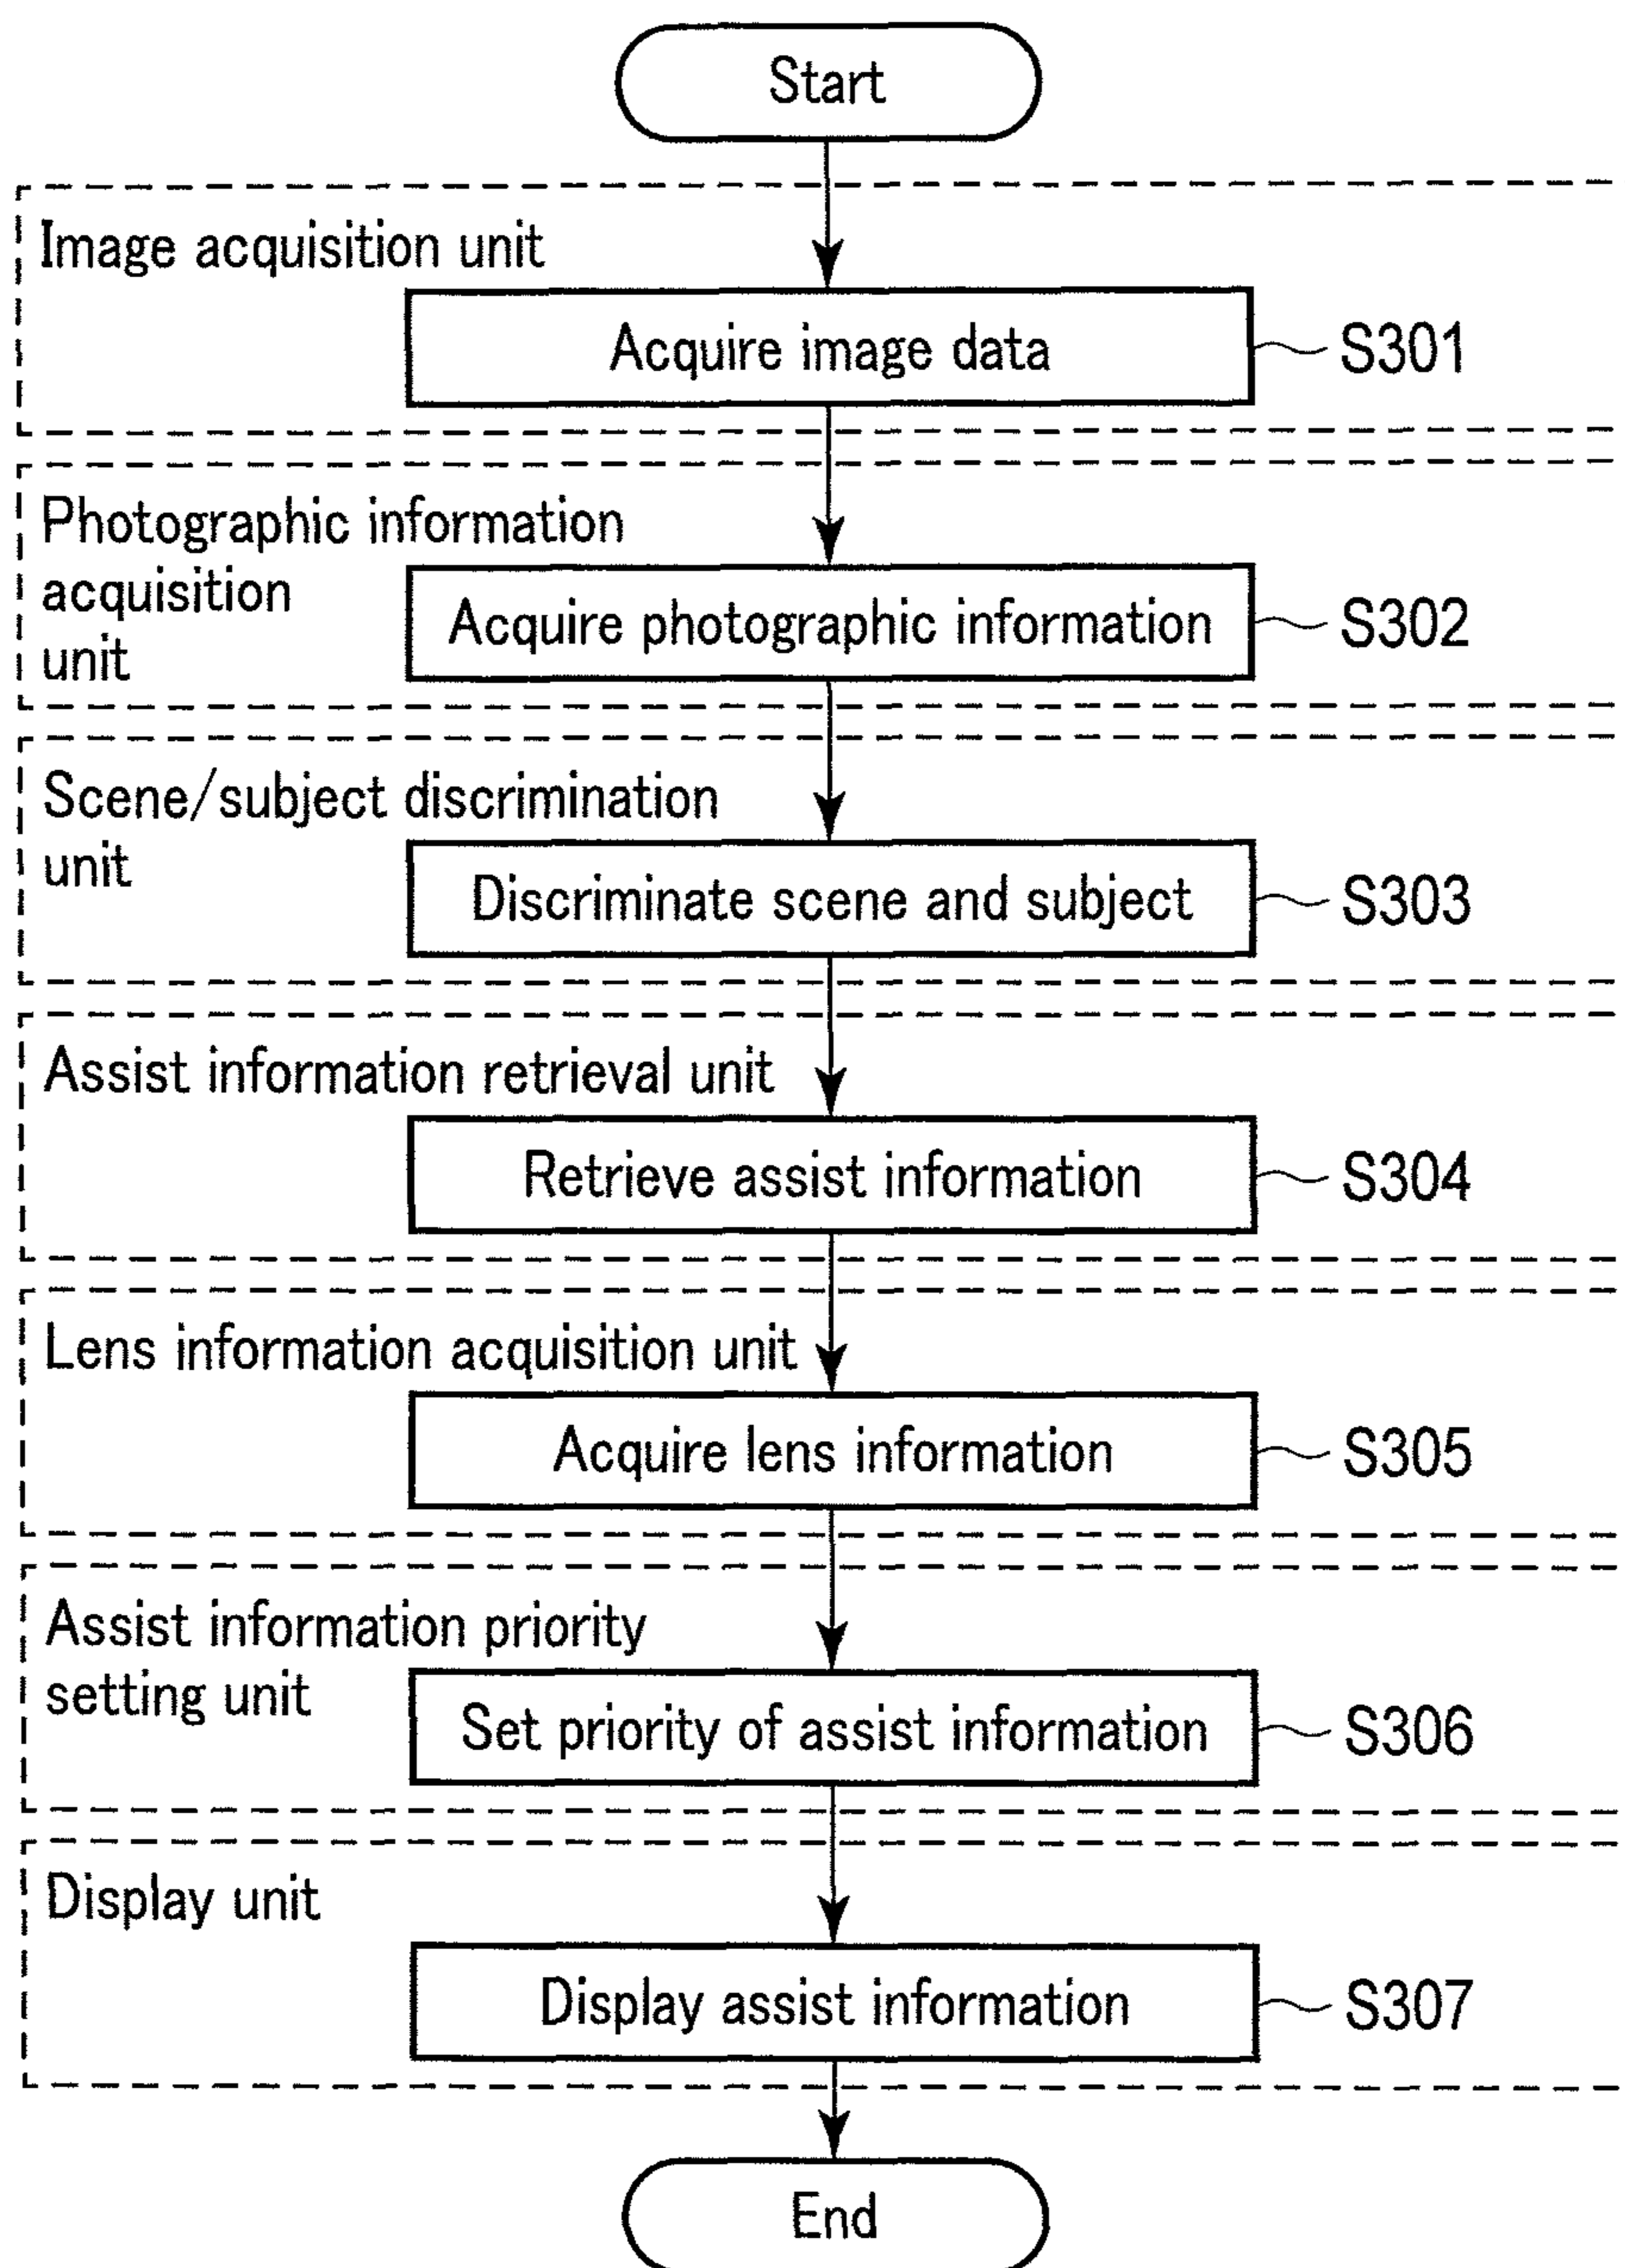 Start
Image acquisition unit
Acquire image data
S301
Photographic information
acquisition
unit
Acquire photographic information
S302
Scene/subject discrimination
unit
Discriminate scene and subject
S303
Assist information retrieval unit
Retrieve assist information
S304
Lens information acquisition unit
Acquire lens information
S305
Assist information priority
setting unit
Set priority of assist information
S306
Display unit
Display assist information
S307
End